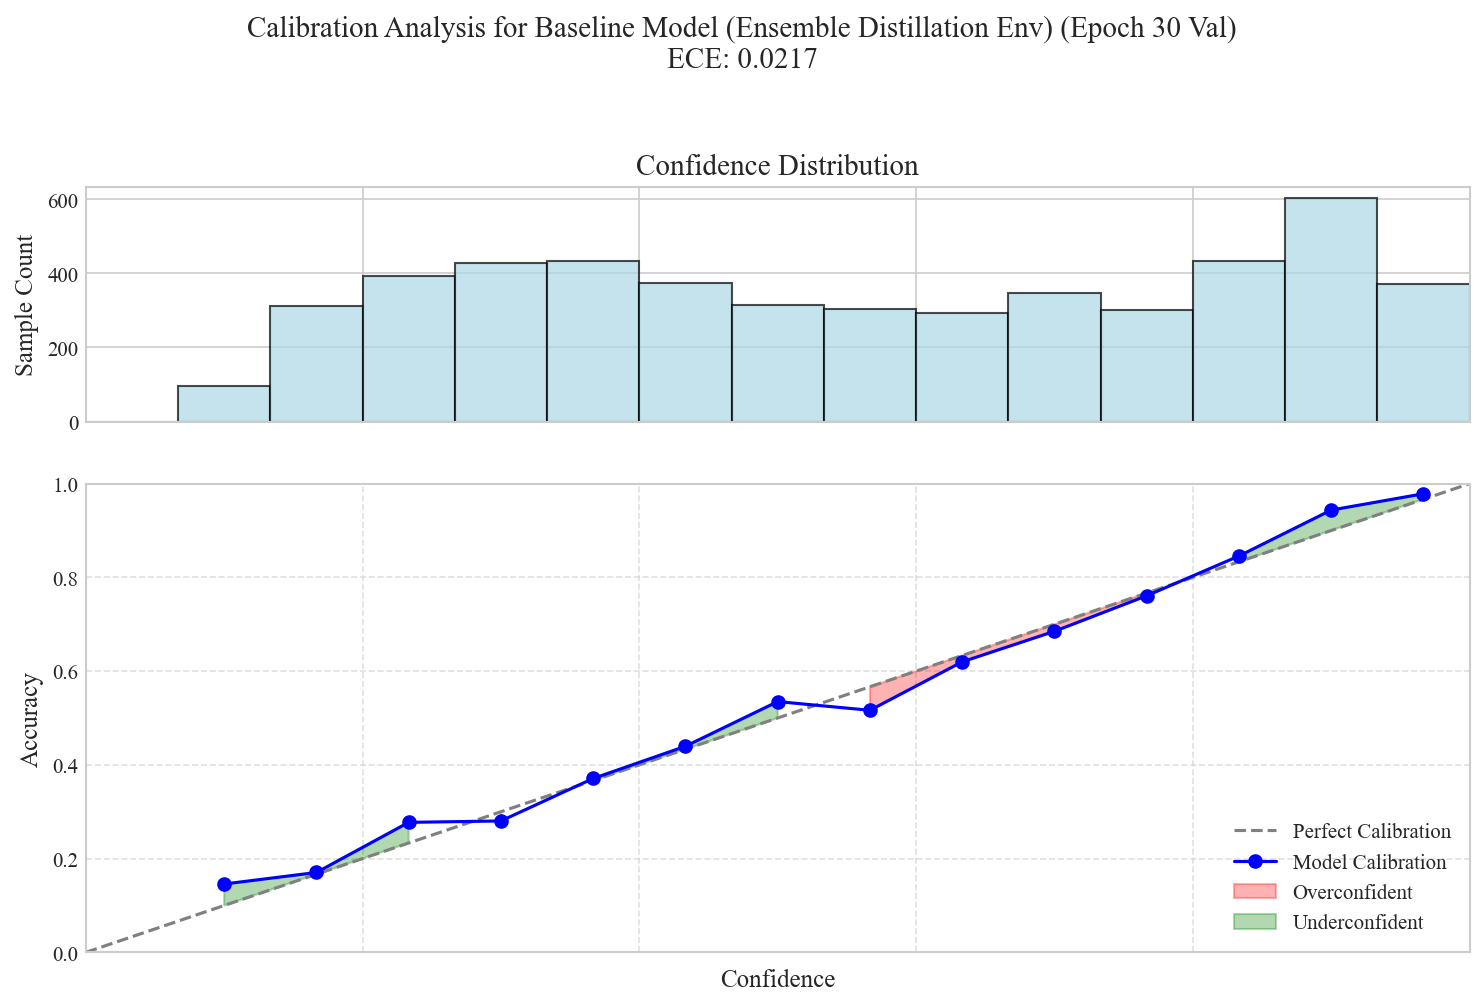 Calibration Analysis for Baseline Model (Ensemble Distillation Env) (Epoch 30 Val)
ECE: 0.0217
Confidence Distribution
Sample Count
600
400
200
0
Accuracy
1.0
0.8
0.6
0.4
0.2
0.0
Perfect Calibration
Model Calibration
Overconfident
Underconfident
Confidence